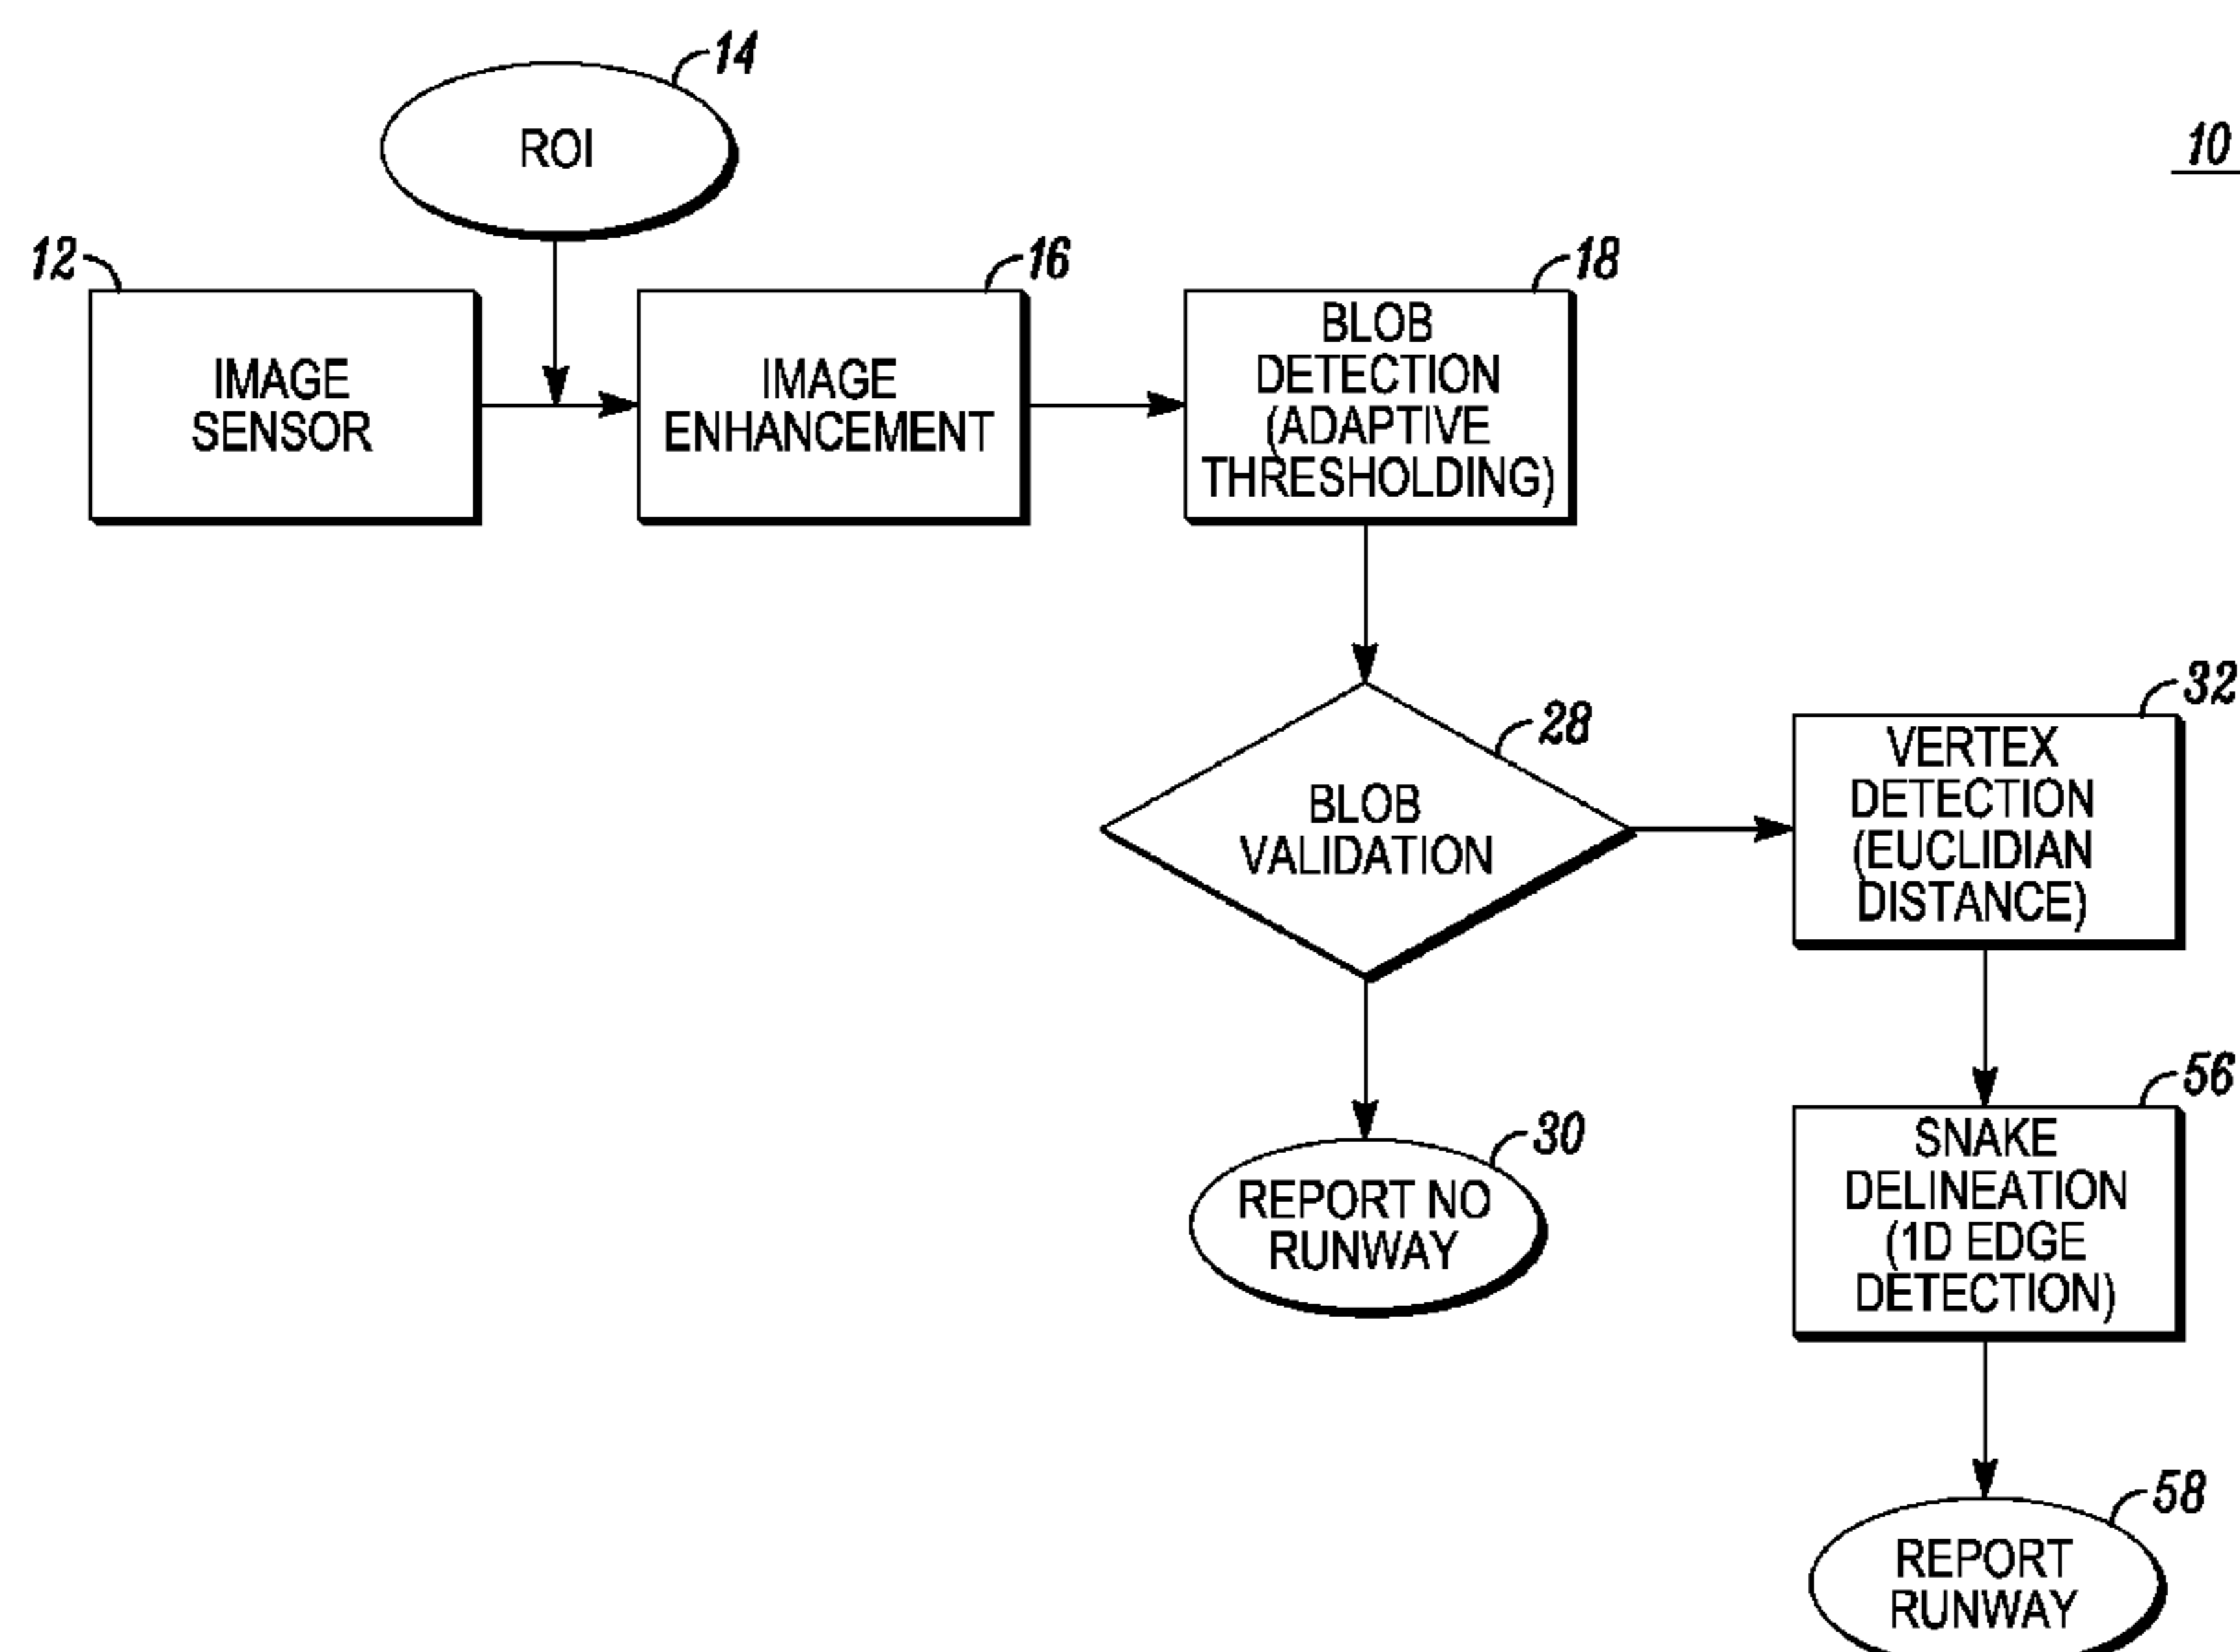 14
ROI
10
12
IMAGE
SENSOR
16
IMAGE
ENHANCEMENT
18
BLOB
DETECTION
(ADAPTIVE
THRESHOLDING)
28
BLOB
VALIDATION
32
VERTEX
DETECTION
(EUCLIDIAN
DISTANCE)
30
REPORT NO
RUNWAY
56
SNAKE
DELINEATION
(1D EDGE
DETECTION)
58
REPORT
RUNWAY